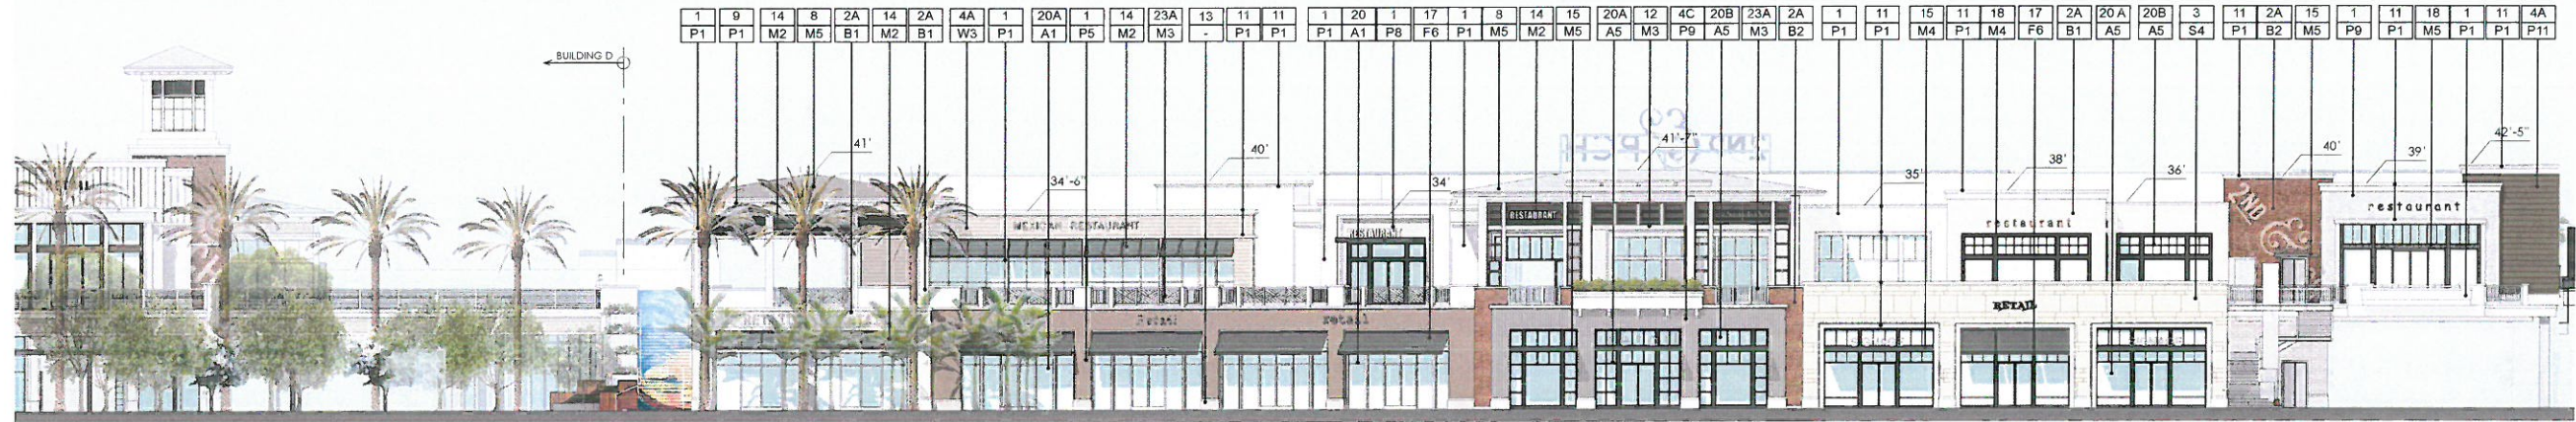 1 9 14 8 2A 14 2A 4A 1 20A 1 14 23A 13 11 11 1 20 1 17 1 8 14 15 20A 12 4C 20B 23A 2A 1 11 15 11 18 17 2A 20A 20B 3 11 2A 15 1 11 18 1 11 4A
P1 P1 M2 M5 B1 M2 B1 W3 P1 A1 P5 M2 M3 - P1 P1 P1 A1 P8 F6 P1 M5 M2 M5 A5 M3 P9 A5 M3 B2 P1 P1 M4 P1 M4 F6 B1 A5 A5 S4 P1 B2 M5 P9 P1 M5 P1 P1 P11
BUILDING D
41' 40' 41'-7" 38' 40' 39' 42'-5"
34'-6" 34' 35' 36'
2ND & PCH
MEXICAN RESTAURANT
RESTAURANT
RESTAURANT
restaurant
2ND &
restaurant
Retail
retail
RETAIL